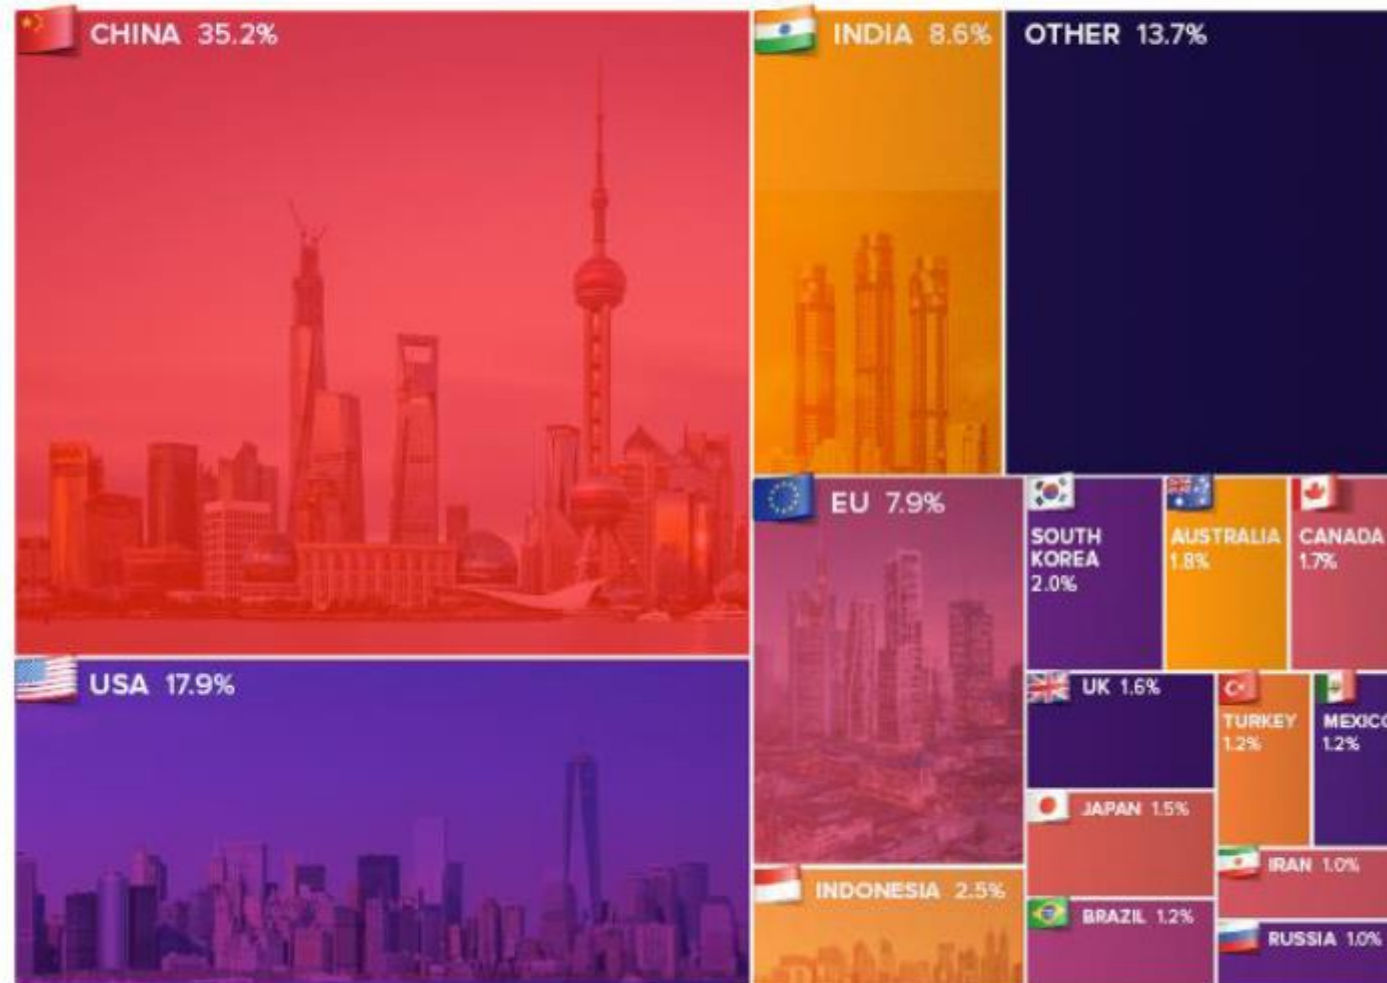 CHINA 35.2%
INDIA 8.6%
OTHER 13.7%
USA 17.9%
EU 7.9%
SOUTH
KOREA
2.0%
AUSTRALIA
1.8%
CANADA
1.7%
UK 1.6%
TURKEY
1.2%
MEXICO
1.2%
JAPAN 1.5%
IRAN 1.0%
INDONESIA 2.5%
BRAZIL 1.2%
RUSSIA 1.0%